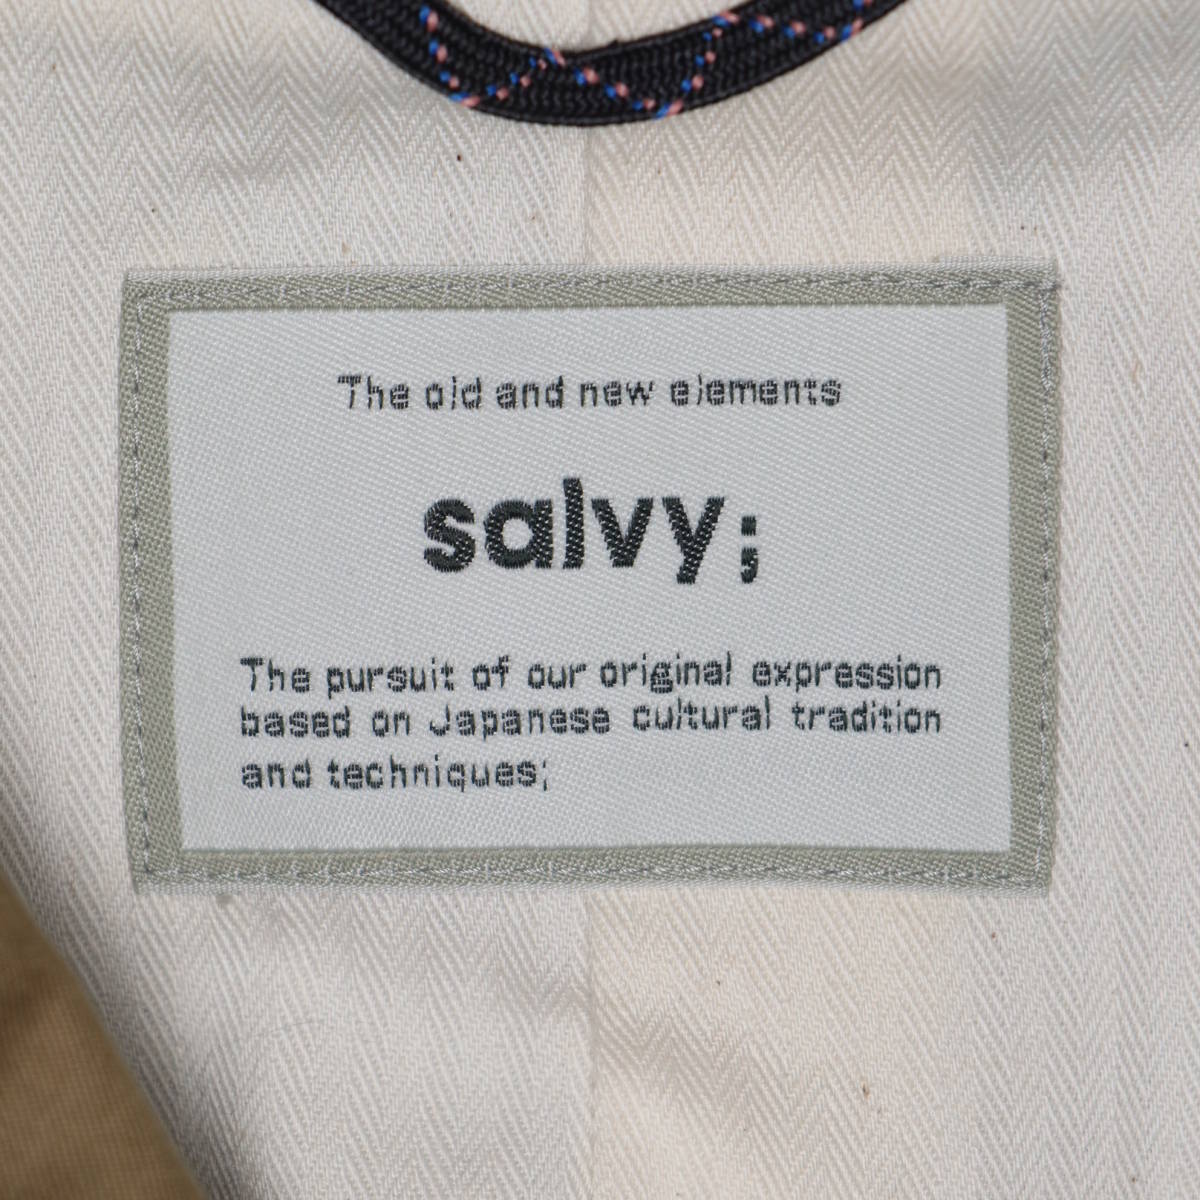 The old and new elements
salvy;
The pursuit of our original expression
based on Japanese cultural tradition
and techniques;